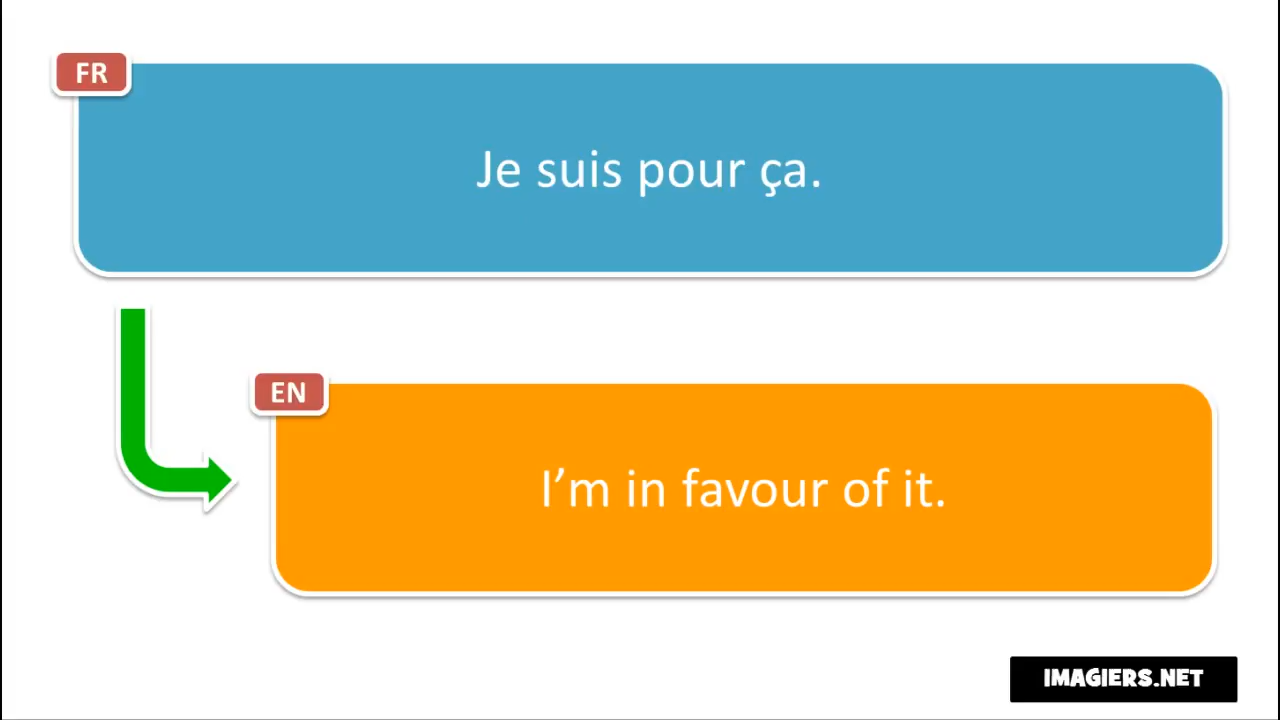 FR
Je suis pour ça.
EN
I’m in favour of it.
IMAGIERS.NET